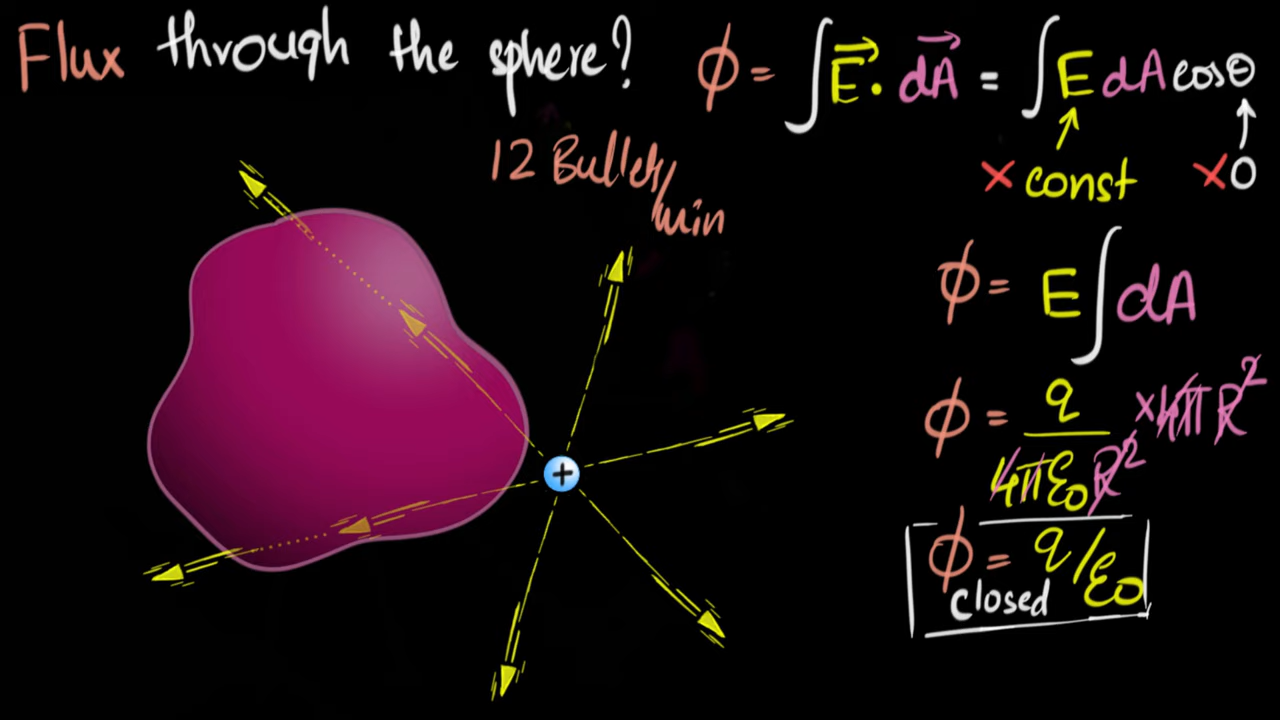 Flux through the sphere?
ϕ = ∫ E⃗ . dA⃗ = ∫ E dA cosθ
× const
× 0
12 Bullets/min
ϕ = E ∫ dA
ϕ = q / 4πε₀R² × 4πR²
ϕ closed = q/ε₀
+